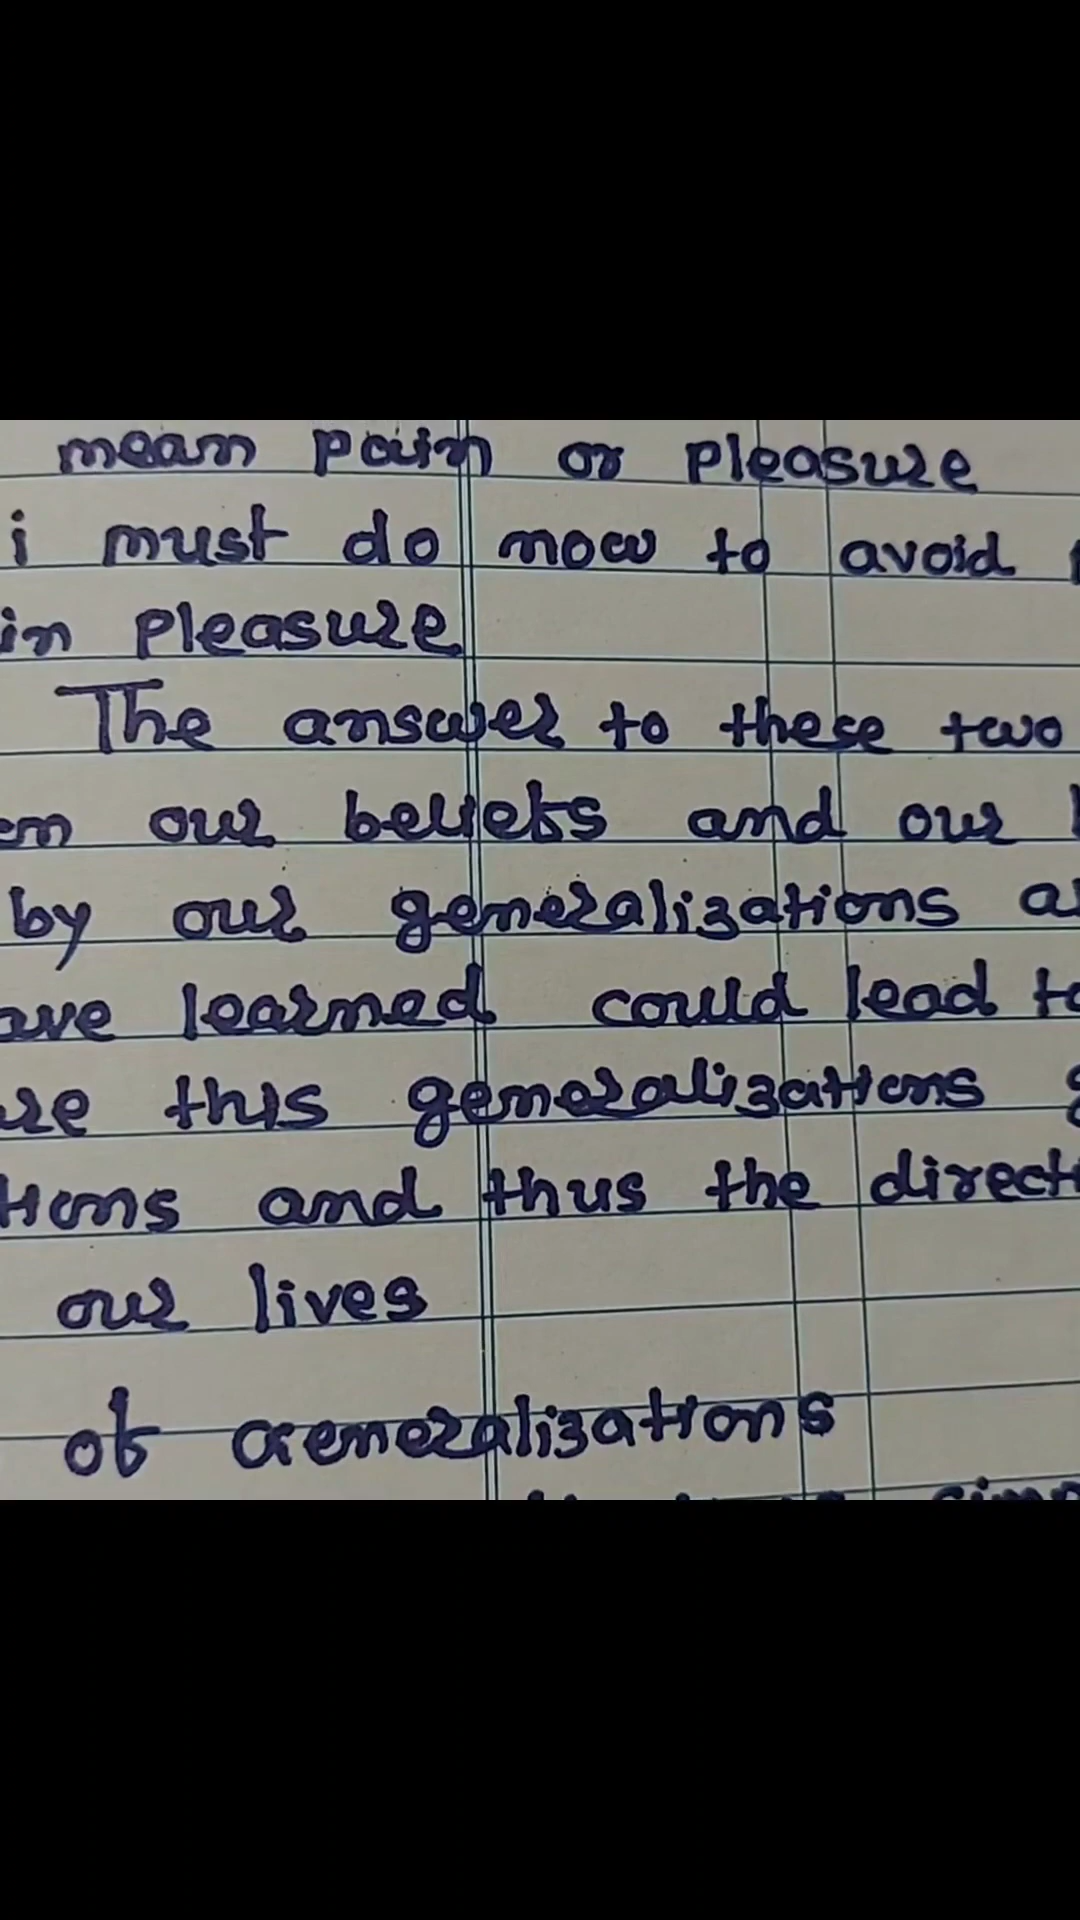 mean pain or pleasure
i must do now to avoid
in pleasure
The answer to these two
our beliefs and our
by our generalizations
ave learned could lead to
this generalizations
tions and thus the direct
our lives
of Generalizations